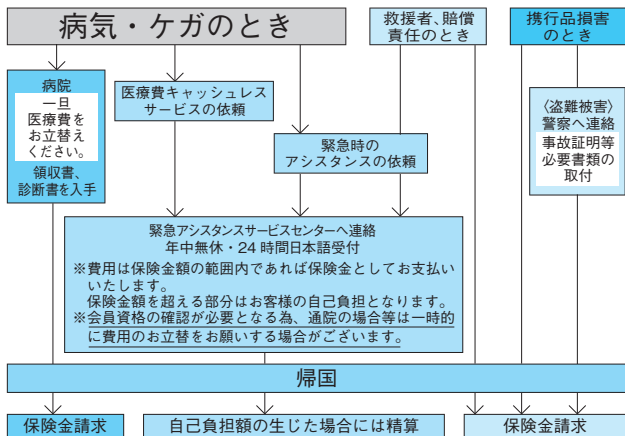 病気・ケガのとき
救援者、賠償
責任のとき
携行品損害
のとき
病院
一旦
医療費を
お立替え
ください。
領収書、
診断書を入手
医療費キャッシュレス
サービスの依頼
緊急時の
アシスタンスの依頼
〈盗難被害〉
警察へ連絡
事故証明等
必要書類の
取付
緊急アシスタンスサービスセンターへ連絡
年中無休・24時間日本語受付
※費用は保険金額の範囲内であれば保険金としてお支払い
いたします。
保険金額を超える部分はお客様の自己負担となります。
※会員資格の確認が必要となる為、通院の場合等は一時的
に費用のお立替をお願いする場合がございます。
帰国
保険金請求
自己負担額の生じた場合には精算
保険金請求